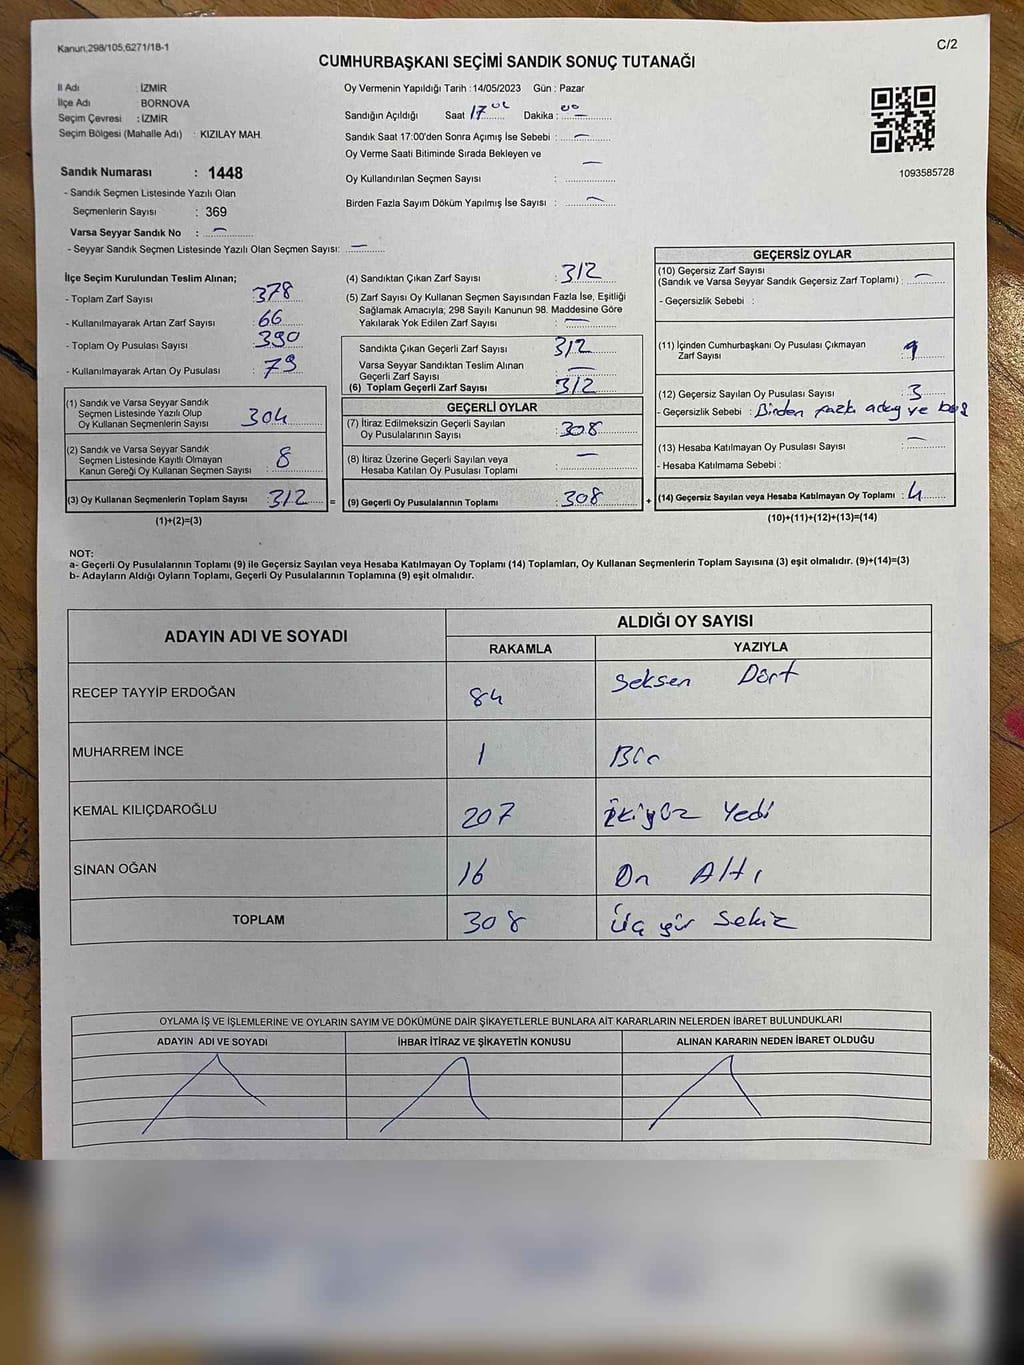 Kanun,298/105,6271/18-1
C/2
CUMHURBAŞKANI SEÇİMİ SANDIK SONUÇ TUTANAĞI
İl Adı : İZMİR
İlçe Adı : BORNOVA
Seçim Çevresi : İZMİR
Seçim Bölgesi (Mahalle Adı) : KIZILAY MAH.
Oy Vermenin Yapıldığı Tarih : 14/05/2023 Gün : Pazar
Sandığın Açıldığı Saat 17 00 Dakika : 00
Sandık Saat 17:00'den Sonra Açımış İse Sebebi : —
Oy Verme Saati Bitiminde Sırada Bekleyen ve
Oy Kullandırılan Seçmen Sayısı : —
Birden Fazla Sayım Döküm Yapılmış İse Sayısı : —
1093585728
Sandık Numarası : 1448
- Sandık Seçmen Listesinde Yazılı Olan
Seçmenlerin Sayısı : 369
Varsa Seyyar Sandık No : —
- Seyyar Sandık Seçmen Listesinde Yazılı Olan Seçmen Sayısı: —
İlçe Seçim Kurulundan Teslim Alınan;
- Toplam Zarf Sayısı : 378
- Kullanılmayarak Artan Zarf Sayısı : 66
- Toplam Oy Pusulası Sayısı : 390
- Kullanılmayarak Artan Oy Pusulası : 79
(1) Sandık ve Varsa Seyyar Sandık
Seçmen Listesinde Yazılı Olup
Oy Kullanan Seçmenlerin Sayısı : 304
(2) Sandık ve Varsa Seyyar Sandık
Seçmen Listesinde Kayıtlı Olmayan
Kanun Gereği Oy Kullanan Seçmen Sayısı : 8
(3) Oy Kullanan Seçmenlerin Toplam Sayısı : 312 =
(1)+(2)=(3)
(4) Sandıktan Çıkan Zarf Sayısı : 312
(5) Zarf Sayısı Oy Kullanan Seçmen Sayısından Fazla İse, Eşitliği
Sağlamak Amacıyla; 298 Sayılı Kanunun 98. Maddesine Göre
Yakılarak Yok Edilen Zarf Sayısı : —
Sandıkta Çıkan Geçerli Zarf Sayısı : 312
Varsa Seyyar Sandıktan Teslim Alınan
Geçerli Zarf Sayısı : —
(6) Toplam Geçerli Zarf Sayısı : 312
GEÇERLİ OYLAR
(7) İtiraz Edilmeksizin Geçerli Sayılan
Oy Pusulalarının Sayısı : 308
(8) İtiraz Üzerine Geçerli Sayılan veya
Hesaba Katılan Oy Pusulası Toplamı : —
(9) Geçerli Oy Pusulalarının Toplamı : 308 +
GEÇERSİZ OYLAR
(10) Geçersiz Zarf Sayısı
(Sandık ve Varsa Seyyar Sandık Geçersiz Zarf Toplamı) : —
- Geçersizlik Sebebi :
(11) İçinden Cumhurbaşkanı Oy Pusulası Çıkmayan
Zarf Sayısı :
(12) Geçersiz Sayılan Oy Pusulası Sayısı : 3
- Geçersizlik Sebebi : Birden fazla aday ve boş
(13) Hesaba Katılmayan Oy Pusulası Sayısı : —
- Hesaba Katılmama Sebebi :
(14) Geçersiz Sayılan veya Hesaba Katılmayan Oy Toplamı : 4
(10)+(11)+(12)+(13)=(14)
NOT:
a- Geçerli Oy Pusulalarının Toplamı (9) ile Geçersiz Sayılan veya Hesaba Katılmayan Oy Toplamı (14) Toplamları, Oy Kullanan Seçmenlerin Toplam Sayısına (3) eşit olmalıdır. (9)+(14)=(3)
b- Adayların Aldığı Oyların Toplamı, Geçerli Oy Pusulalarının Toplamına (9) eşit olmalıdır.
ADAYIN ADI VE SOYADI
ALDIĞI OY SAYISI
RAKAMLA YAZIYLA
RECEP TAYYİP ERDOĞAN 84 Seksen Dört
MUHARREM İNCE 1 Bir
KEMAL KILIÇDAROĞLU 207 İkiyüz Yedi
SİNAN OĞAN 16 On Altı
TOPLAM 308 Üç yüz Sekiz
OYLAMA İŞ VE İŞLEMLERİNE VE OYLARIN SAYIM VE DÖKÜMÜNE DAİR ŞİKAYETLERLE BUNLARA AİT KARARLARIN NELERDEN İBARET BULUNDUKLARI
ADAYIN ADI VE SOYADI İHBAR İTİRAZ VE ŞİKAYETİN KONUSU ALINAN KARARIN NEDEN İBARET OLDUĞU